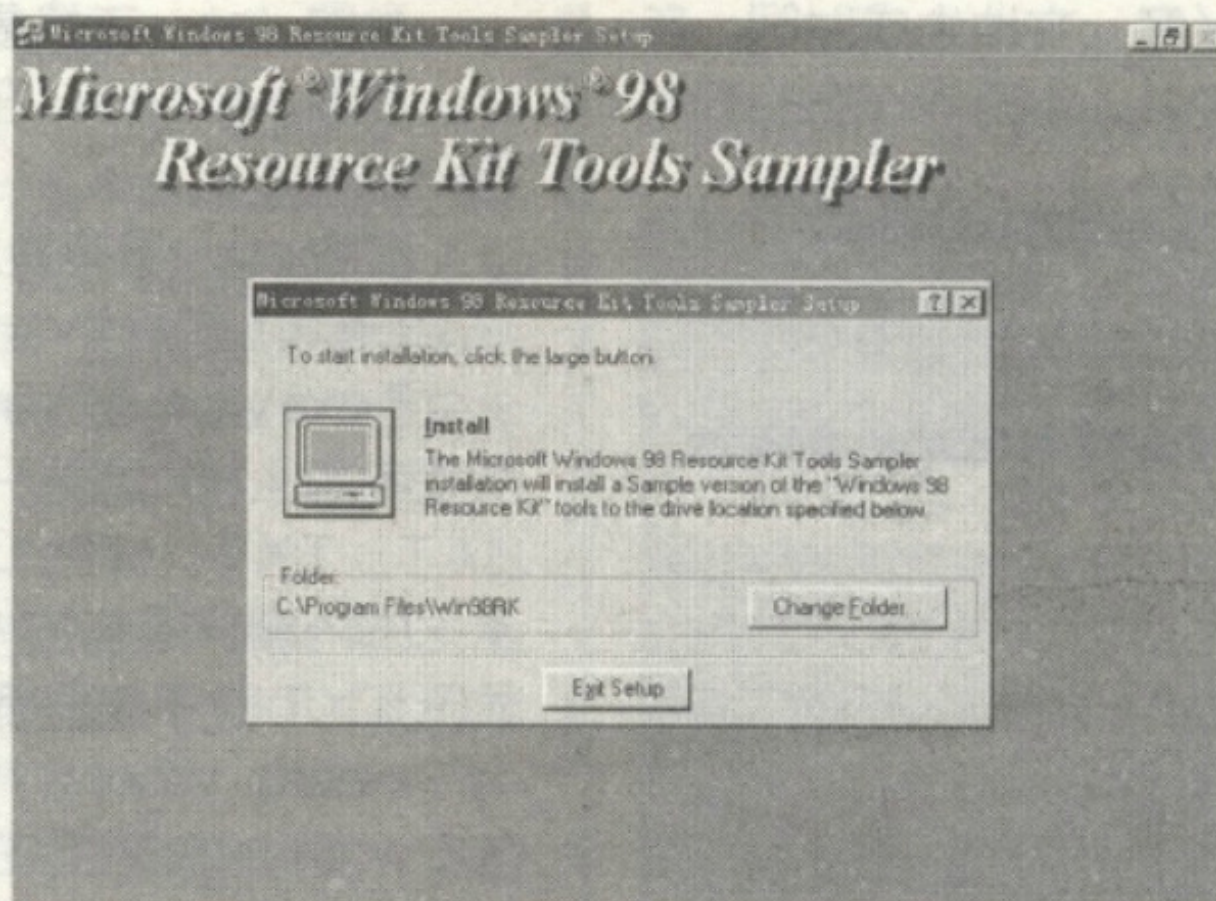 Microsoft Windows 98 Resource Kit Tools Sampler Setup
Microsoft® Windows® 98
Resource Kit Tools Sampler
Microsoft Windows 98 Resource Kit Tools Sampler Setup
To start installation, click the large button.
Install
The Microsoft Windows 98 Resource Kit Tools Sampler
installation will install a Sample version of the "Windows 98
Resource Kit" tools to the drive location specified below.
Folder:
C:\Program Files\Win98RK
Change Folder...
Exit Setup